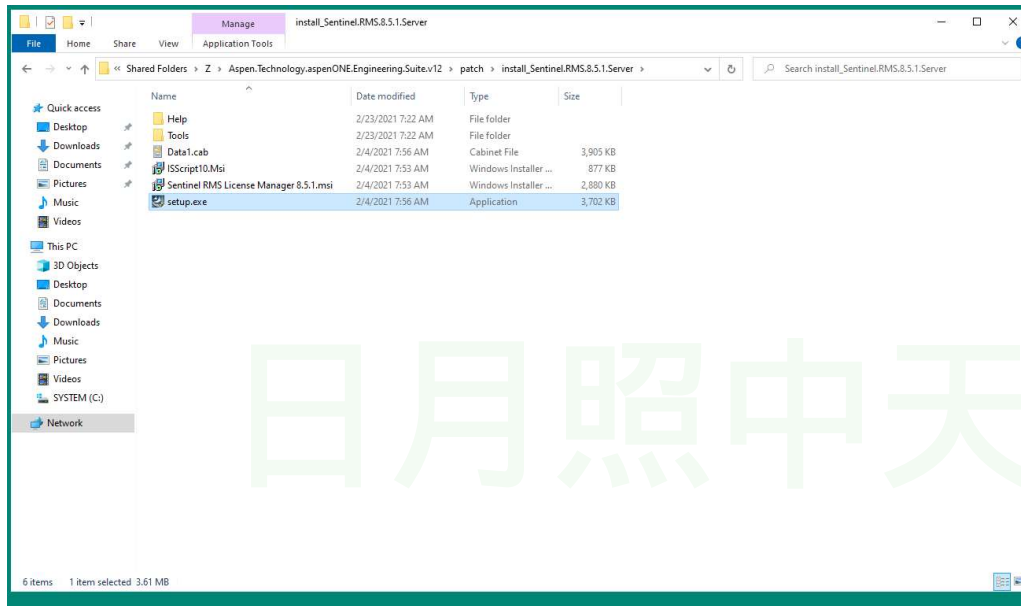 Manage
install_Sentinel.RMS.8.5.1.Server
File
Home
Share
View
Application Tools
« Shared Folders > Z > Aspen.Technology.aspenONE.Engineering.Suite.v12 > patch > install_Sentinel.RMS.8.5.1.Server >
Search install_Sentinel.RMS.8.5.1.Server
Quick access
Desktop
Downloads
Documents
Pictures
Music
Videos
This PC
3D Objects
Desktop
Documents
Downloads
Music
Pictures
Videos
SYSTEM (C:)
Network
Name Date modified Type Size
Help 2/23/2021 7:22 AM File folder
Tools 2/23/2021 7:22 AM File folder
Data1.cab 2/4/2021 7:56 AM Cabinet File 3,905 KB
ISScript10.Msi 2/4/2021 7:53 AM Windows Installer ... 877 KB
Sentinel RMS License Manager 8.5.1.msi 2/4/2021 7:53 AM Windows Installer ... 2,880 KB
setup.exe 2/4/2021 7:56 AM Application 3,702 KB
日月照中天
6 items 1 item selected 3.61 MB